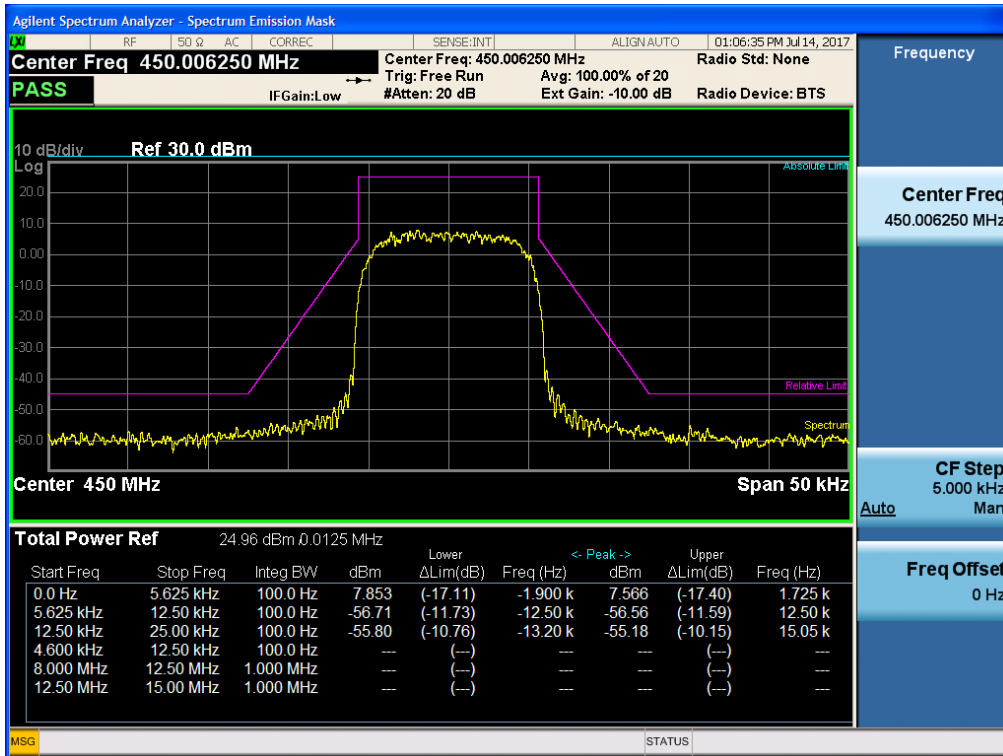 Agilent Spectrum Analyzer - Spectrum Emission Mask
LXI RF 50 Ω AC CORREC SENSE:INT ALIGN AUTO 01:06:35 PM Jul 14, 2017
Center Freq 450.006250 MHz Center Freq: 450.006250 MHz Radio Std: None
Trig: Free Run Avg: 100.00% of 20
PASS IFGain:Low #Atten: 20 dB Ext Gain: -10.00 dB Radio Device: BTS
Frequency
10 dB/div Ref 30.0 dBm
Log Absolute Limit
20.0
10.0
0.00
-10.0
-20.0
-30.0
-40.0 Relative Limit
-50.0 Spectrum
-60.0
Center 450 MHz Span 50 kHz
Center Freq
450.006250 MHz
CF Step
5.000 kHz
Auto Man
Freq Offset
0 Hz
Total Power Ref 24.96 dBm /0.0125 MHz
Lower <- Peak -> Upper
Start Freq Stop Freq Integ BW dBm ΔLim(dB) Freq (Hz) dBm ΔLim(dB) Freq (Hz)
0.0 Hz 5.625 kHz 100.0 Hz 7.853 (-17.11) -1.900 k 7.566 (-17.40) 1.725 k
5.625 kHz 12.50 kHz 100.0 Hz -56.71 (-11.73) -12.50 k -56.56 (-11.59) 12.50 k
12.50 kHz 25.00 kHz 100.0 Hz -55.80 (-10.76) -13.20 k -55.18 (-10.15) 15.05 k
4.600 kHz 12.50 kHz 100.0 Hz --- (---) --- --- (---) ---
8.000 MHz 12.50 MHz 1.000 MHz --- (---) --- --- (---) ---
12.50 MHz 15.00 MHz 1.000 MHz --- (---) --- --- (---) ---
MSG STATUS